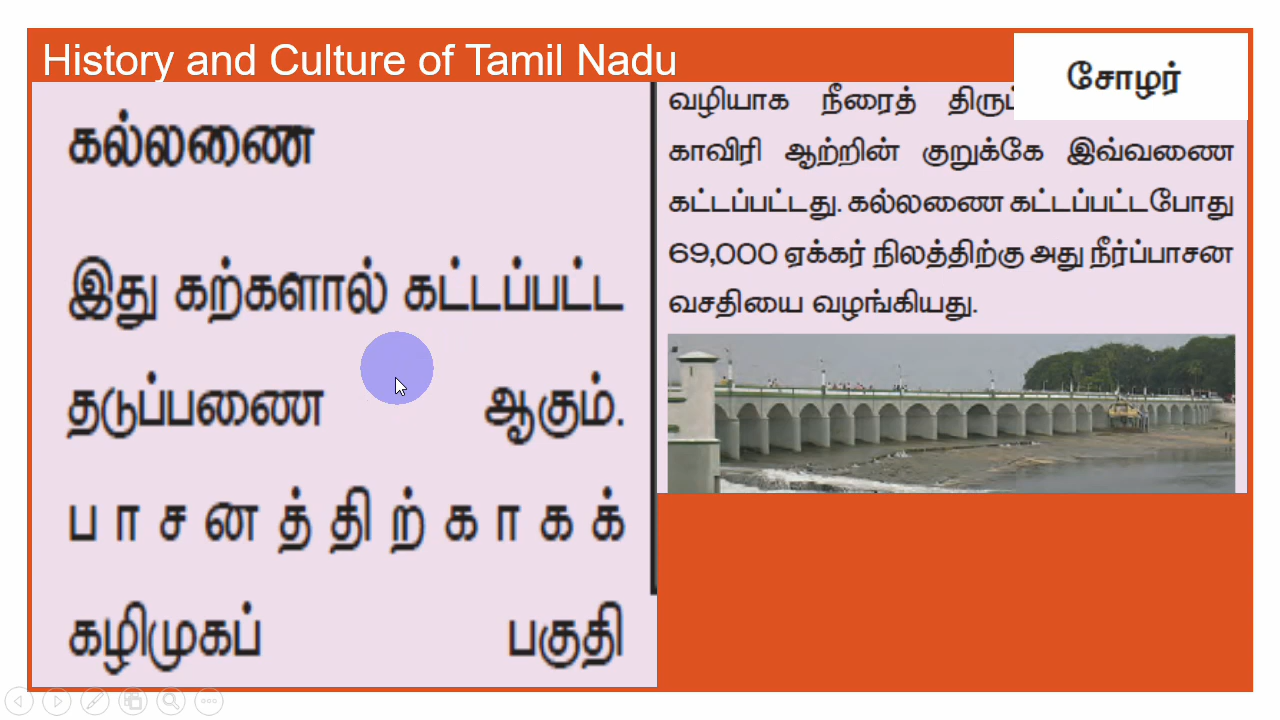 History and Culture of Tamil Nadu
சோழர்
கல்லணை
இது கற்களால் கட்டப்பட்ட
தடுப்பணை ஆகும்.
பாசனத்திற்காகக்
கழிமுகப் பகுதி
வழியாக நீரைத்
காவிரி ஆற்றின் குறுக்கே இவ்வணை
கட்டப்பட்டது. கல்லணை கட்டப்பட்டபோது
69,000 ஏக்கர் நிலத்திற்கு அது நீர்ப்பாசன
வசதியை வழங்கியது.